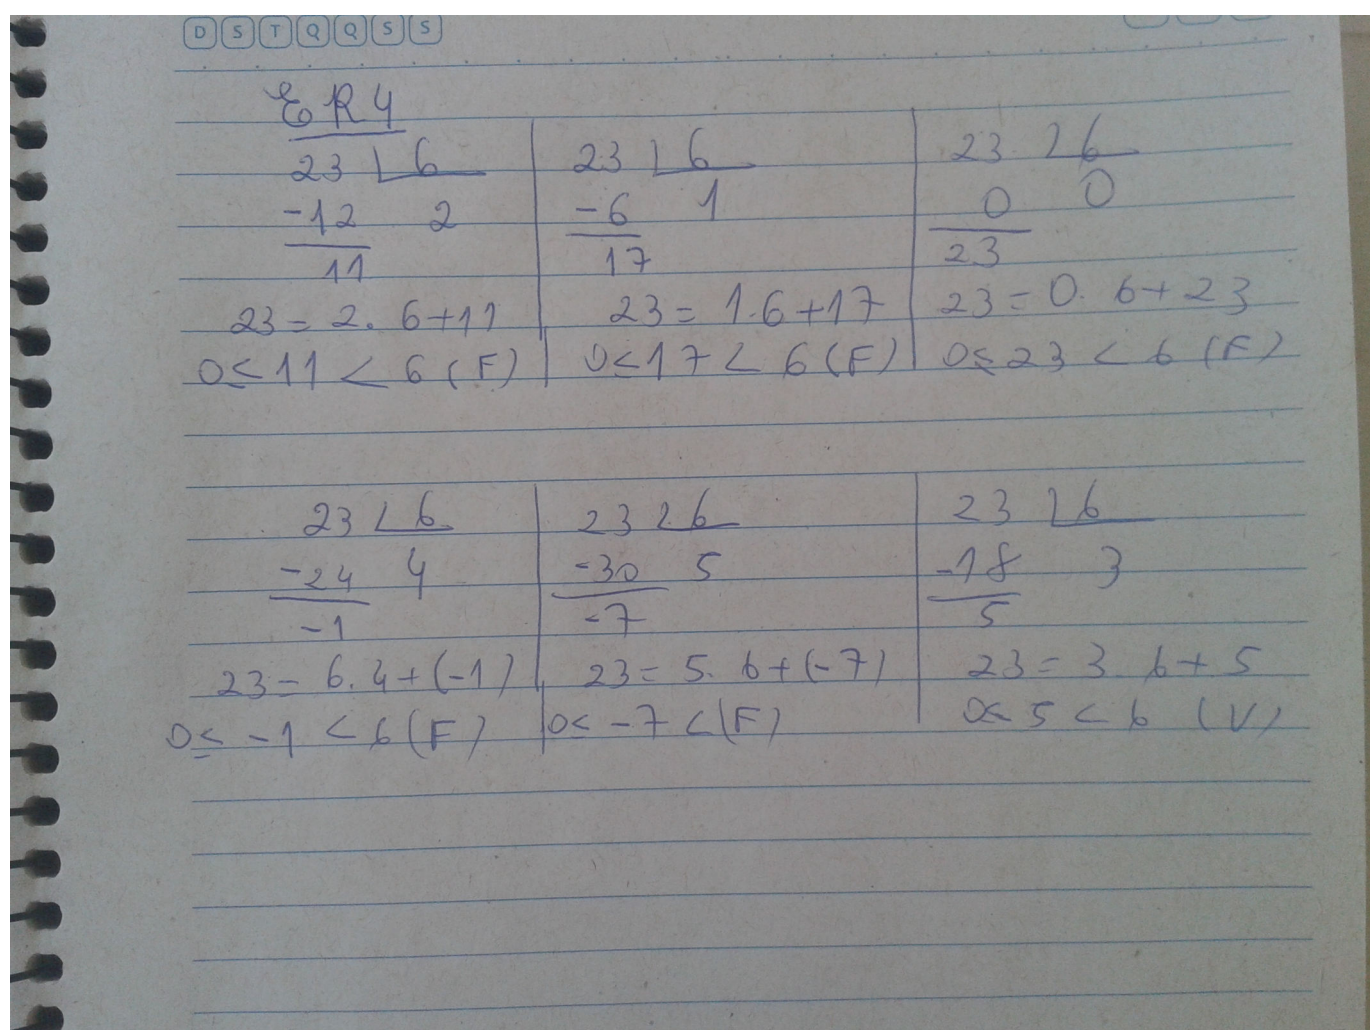 D S T Q Q S S
ER4
23 6
-12 2
11
23 = 2. 6+11
0≤11 < 6 (F)
23 6
-6 1
17
23 = 1.6+17
0≤17 < 6 (F)
23 6
0 0
23
23 = 0. 6+23
0≤23 < 6 (F)
23 6
-24 4
-1
23 = 6.4+(-1)
0≤ -1 < 6 (F)
23 6
-30 5
-7
23 = 5. 6+(-7)
0≤ -7 < (F)
23 6
-18 3
5
23 = 3. 6+5
0≤ 5 < 6 (V)